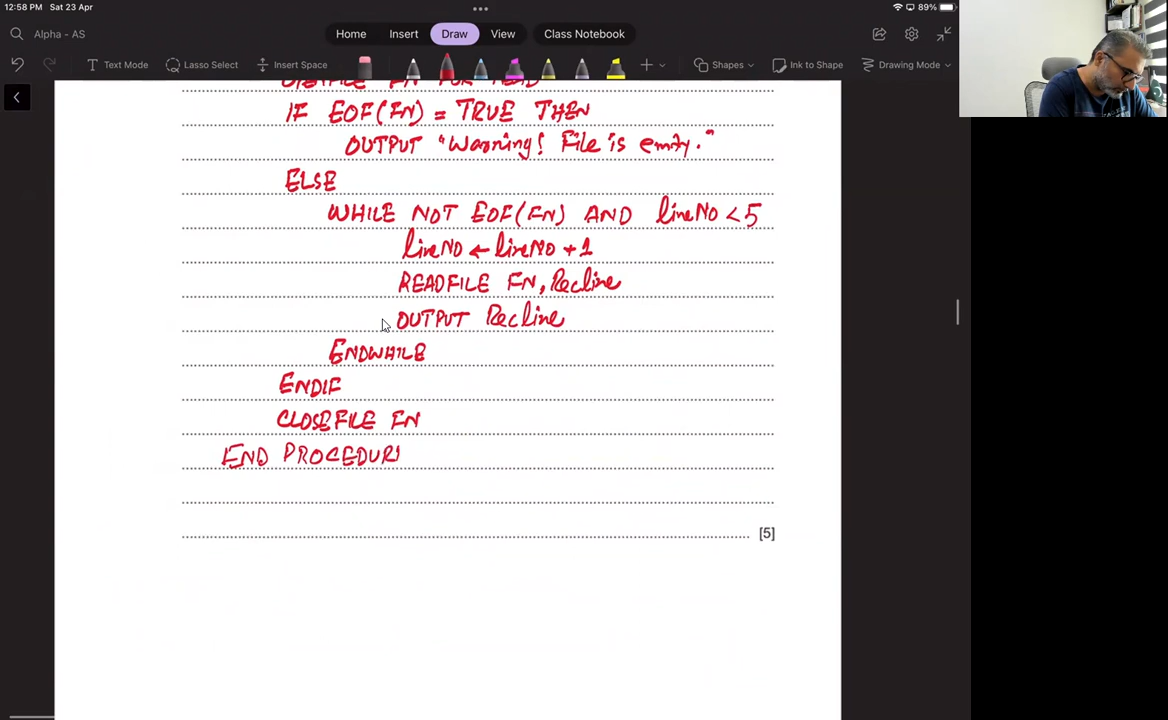 12:58 PM Sat 23 Apr
89%
Alpha - AS
Home Insert Draw View Class Notebook
Text Mode Lasso Select Insert Space Shapes Ink to Shape Drawing Mode
IF EOF(FN) = TRUE THEN
OUTPUT "Warning! File is emty."
ELSE
WHILE NOT EOF(FN) AND lineNo < 5
lineNo ← lineNo + 1
READFILE FN, Recline
OUTPUT Recline
ENDWHILE
ENDIF
CLOSEFILE FN
END PROCEDUR
[5]